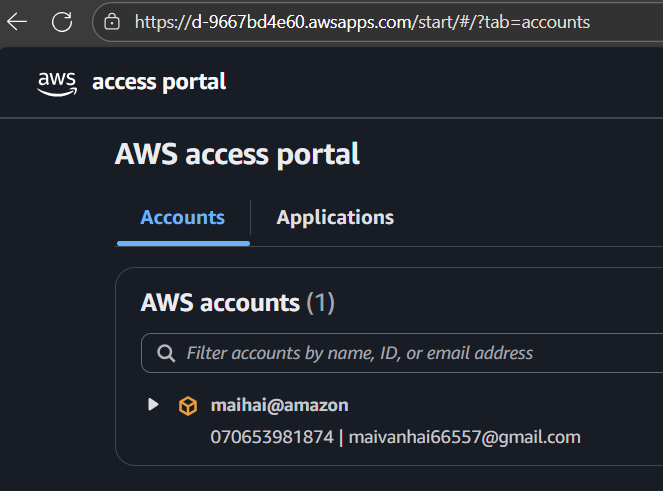 https://d-9667bd4e60.awsapps.com/start/#/?tab=accounts
aws access portal
AWS access portal
Accounts Applications
AWS accounts (1)
Filter accounts by name, ID, or email address
maihai@amazon
070653981874 | maivanhai66557@gmail.com